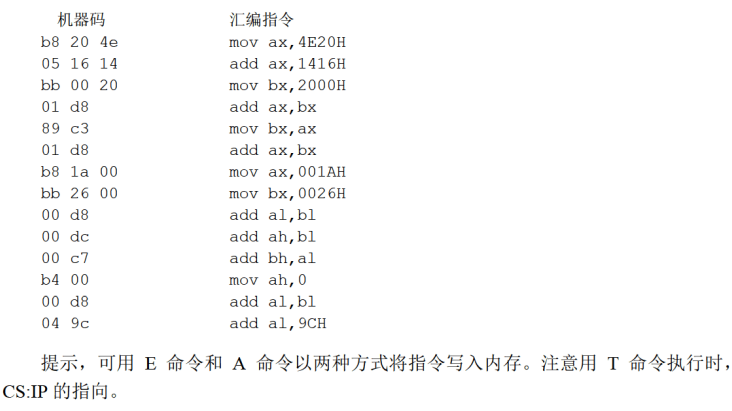 机器码 汇编指令
b8 20 4e mov ax,4E20H
05 16 14 add ax,1416H
bb 00 20 mov bx,2000H
01 d8 add ax,bx
89 c3 mov bx,ax
01 d8 add ax,bx
b8 1a 00 mov ax,001AH
bb 26 00 mov bx,0026H
00 d8 add al,bl
00 dc add ah,bl
00 c7 add bh,al
b4 00 mov ah,0
00 d8 add al,bl
04 9c add al,9CH
提示，可用 E 命令和 A 命令以两种方式将指令写入内存。注意用 T 命令执行时，
CS:IP 的指向。